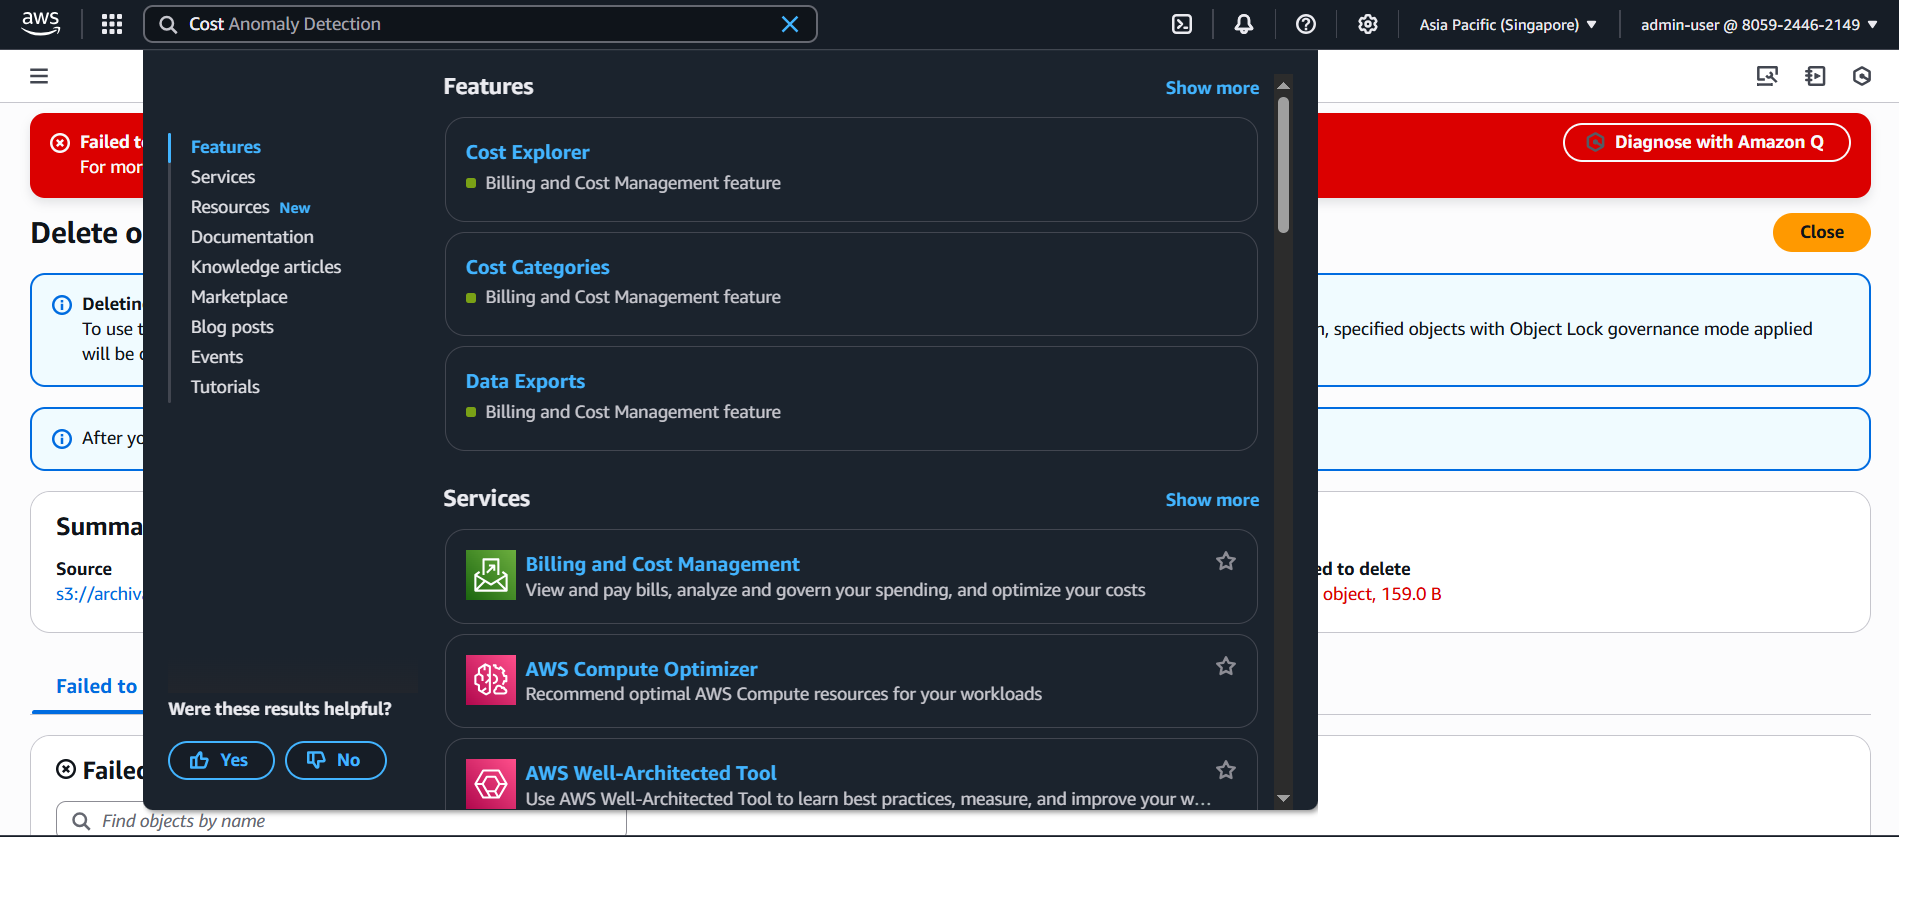 aws
Cost Anomaly Detection
Asia Pacific (Singapore)
admin-user @ 8059-2446-2149
Features
Services
Resources New
Documentation
Knowledge articles
Marketplace
Blog posts
Events
Tutorials
Were these results helpful?
Yes
No
Features
Show more
Cost Explorer
Billing and Cost Management feature
Cost Categories
Billing and Cost Management feature
Data Exports
Billing and Cost Management feature
Services
Show more
Billing and Cost Management
View and pay bills, analyze and govern your spending, and optimize your costs
AWS Compute Optimizer
Recommend optimal AWS Compute resources for your workloads
AWS Well-Architected Tool
Use AWS Well-Architected Tool to learn best practices, measure, and improve your w...
Failed
For
Diagnose with Amazon Q
Delete
Close
To use
will be
, specified objects with Object Lock governance mode applied
After
Source
s3://
to delete
object, 159.0 B
Failed to
Find objects by name